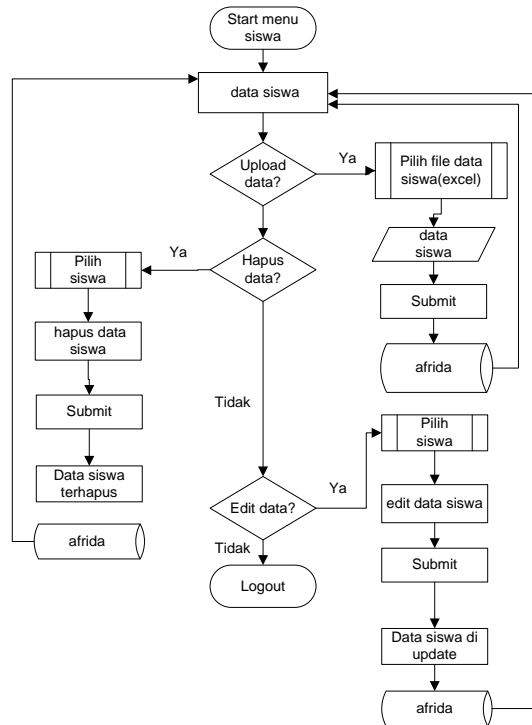 Start menu
siswa
data siswa
Upload
data?
Ya
Pilih file data
siswa(excel)
data
siswa
Submit
afrida
Hapus
data?
Ya
Pilih
siswa
hapus data
siswa
Submit
Data siswa
terhapus
afrida
Tidak
Edit data?
Ya
Pilih
siswa
edit data siswa
Submit
Data siswa di
update
afrida
Tidak
Logout